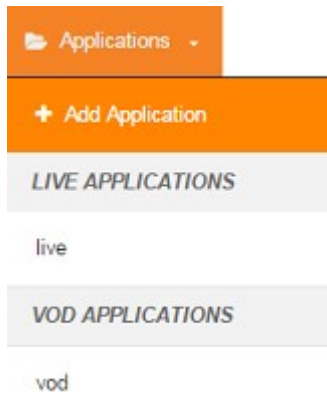 Applications
Add Application
LIVE APPLICATIONS
live
VOD APPLICATIONS
vod